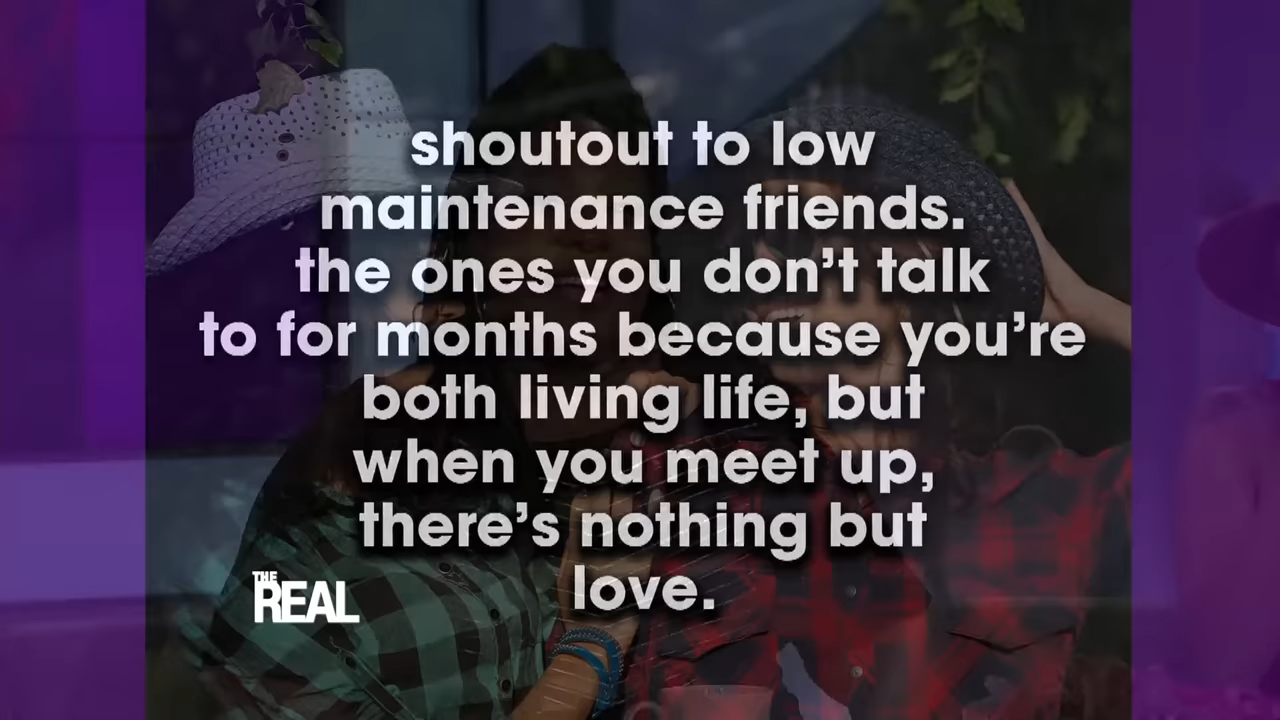 shoutout to low
maintenance friends.
the ones you don’t talk
to for months because you’re
both living life, but
when you meet up,
there’s nothing but
love.
THE
REAL